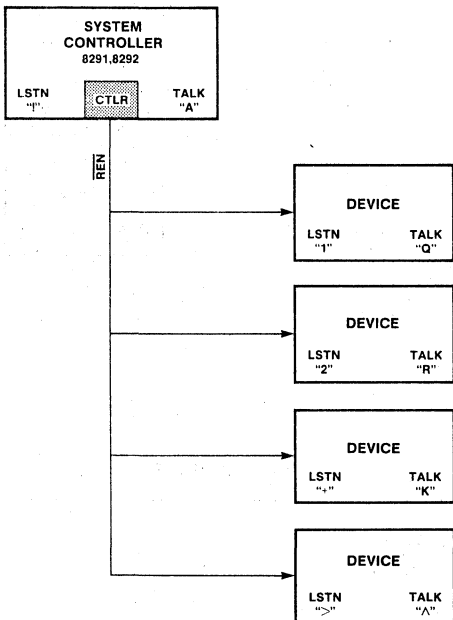 SYSTEM
CONTROLLER
8291,8292
LSTN
"!"
CTLR
TALK
"A"
REN
DEVICE
LSTN
"1"
TALK
"Q"
DEVICE
LSTN
"2"
TALK
"R"
DEVICE
LSTN
"+"
TALK
"K"
DEVICE
LSTN
">"
TALK
"^"